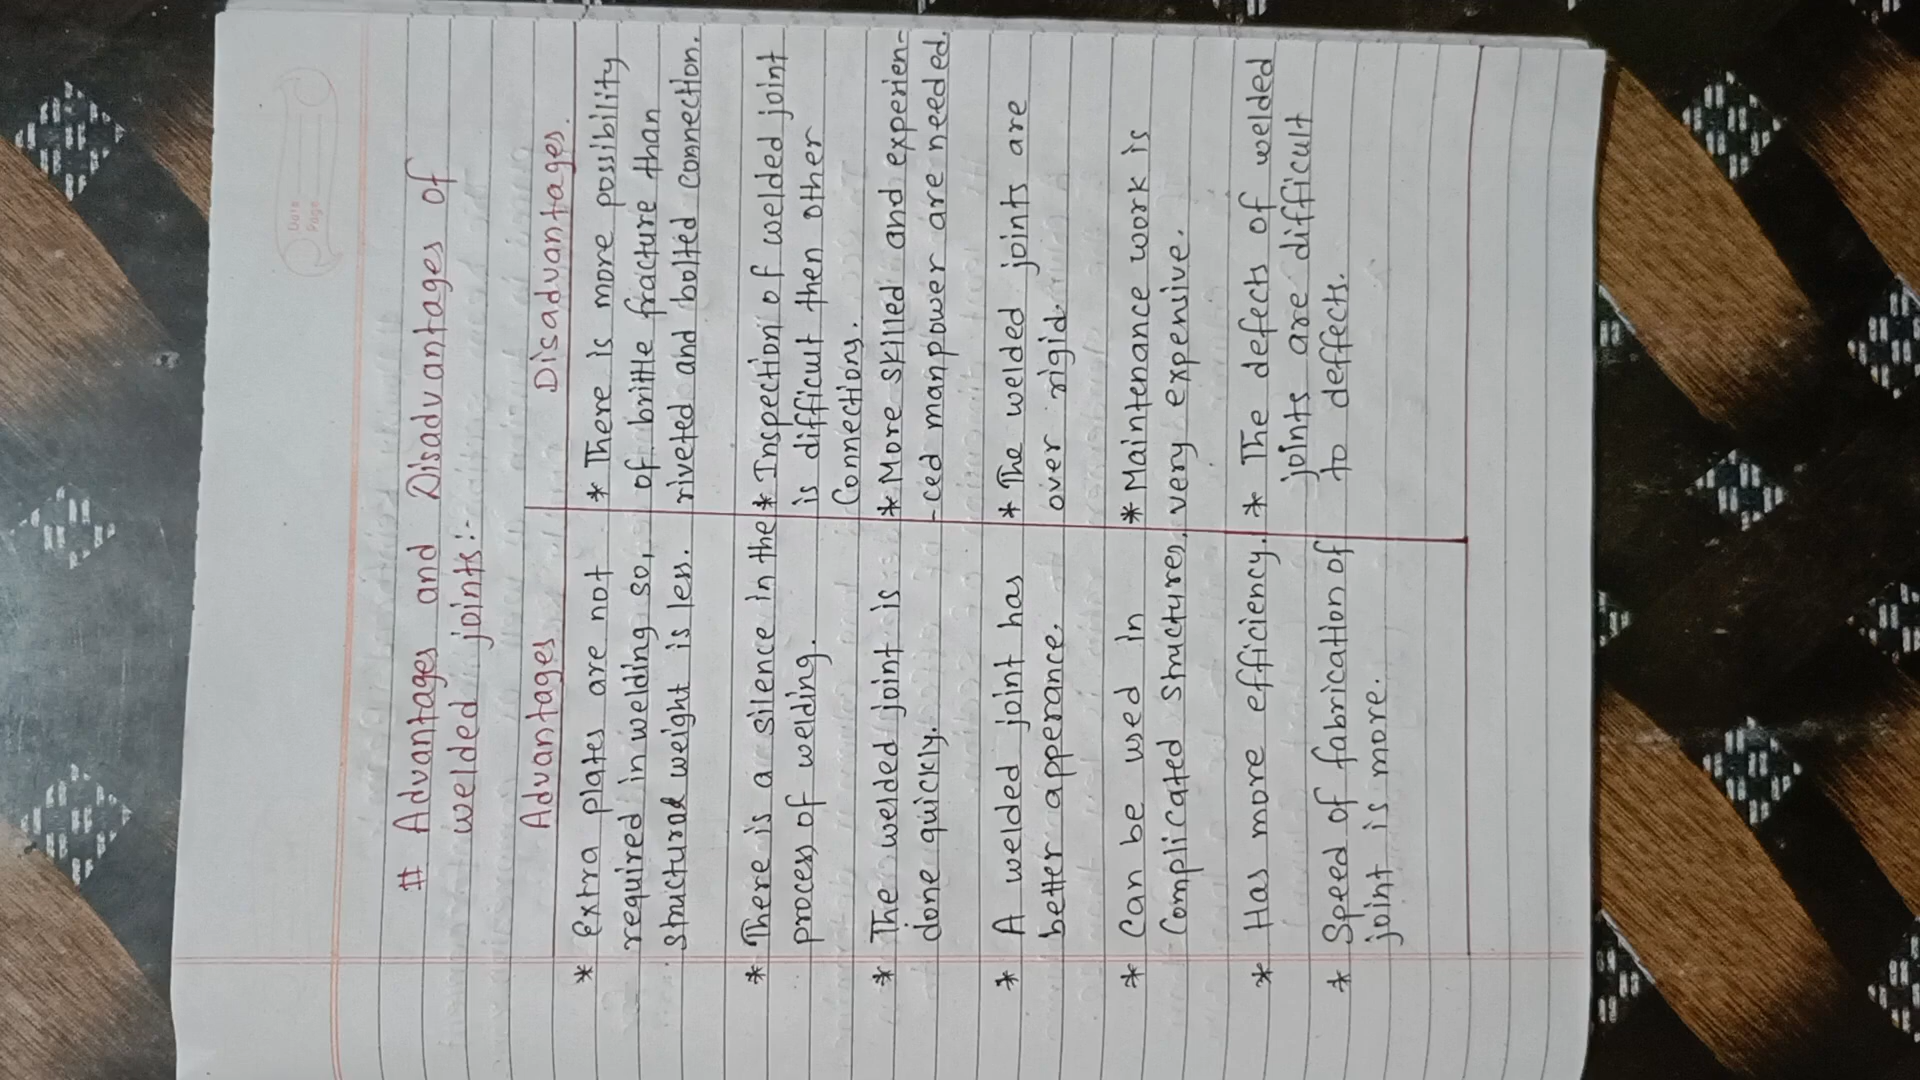 Date
Page
# Advantages and Disadvantages of
welded joints:-
Advantages
* extra plates are not
required in welding so,
structural weight is less.
* There is a silence in the
process of welding.
* The welded joint is
done quickly.
* A welded joint has
better apperance.
* Can be used in
Complicated structures.
* Has more efficiency.
* Speed of fabrication of
joint is more.
Disadvantages.
* There is more possibility
of brittle fracture than
riveted and bolted connection.
* Inspection of welded joint
is difficult then other
Connections.
* More skilled and experien-
-ced manpower are needed.
* The welded joints are
over rigid.
* Maintenance work is
very expensive.
* The defects of welded
joints are difficult
to deffects.